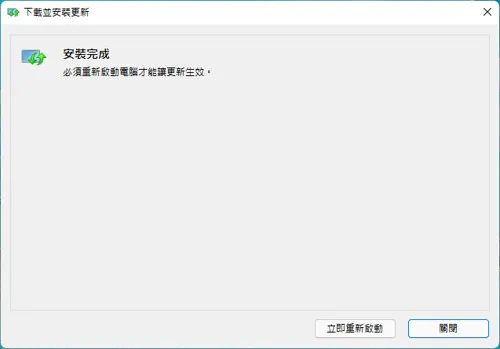 下載並安裝更新
安裝完成
必須重新啟動電腦才能讓更新生效。
立即重新啟動
關閉